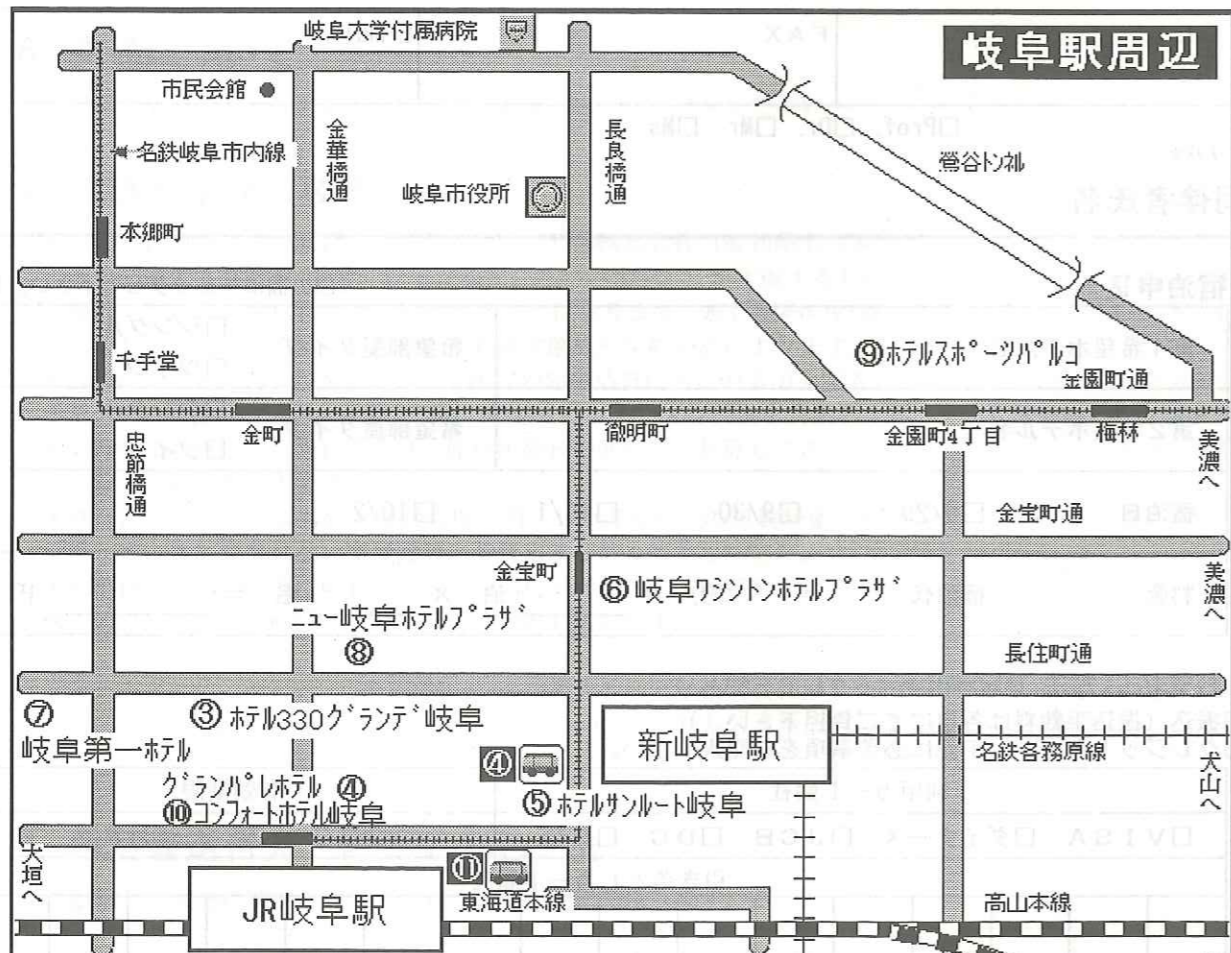 岐阜駅周辺
岐阜大学付属病院
市民会館
名鉄岐阜市内線
金華橋通
長良橋通
岐阜市役所
鶯谷トンネル
本郷町
千手堂
⑨ホテルスポーツパルコ
金園町通
忠節橋通
金町
徹明町
金園町4丁目
梅林
美濃へ
金宝町通
金宝町
⑥岐阜ワシントンホテルプラザ
美濃へ
ニュー岐阜ホテルプラザ
⑧
長住町通
⑦
岐阜第一ホテル
③ホテル330グランデ岐阜
④
新岐阜駅
名鉄各務原線
犬山へ
グランパレホテル ④
⑤ホテルサンルート岐阜
⑩コンフォートホテル岐阜
大垣へ
⑪
JR岐阜駅
東海道本線
高山本線